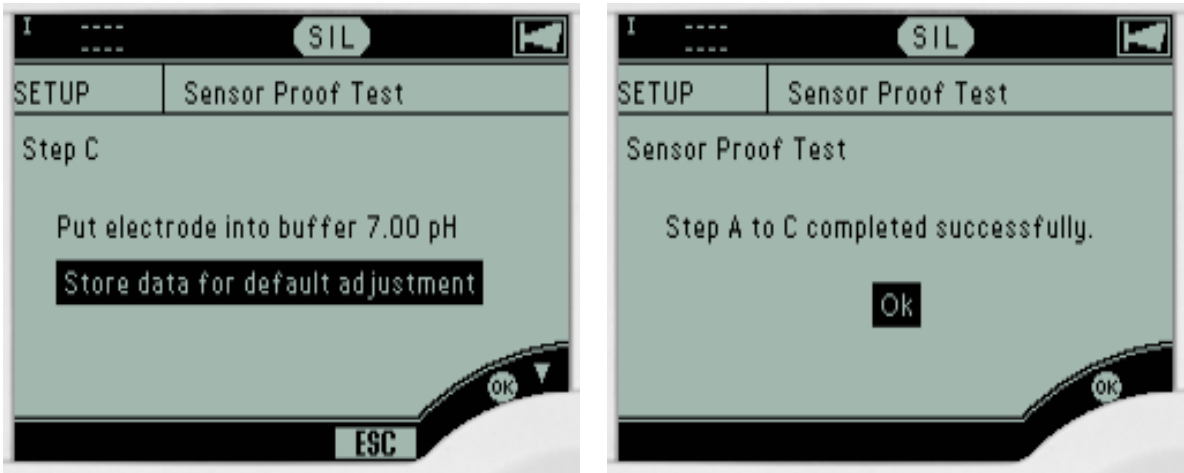 I ---- ---- SIL
SETUP Sensor Proof Test
Step C
Put electrode into buffer 7.00 pH
Store data for default adjustment
OK
ESC
I ---- ---- SIL
SETUP Sensor Proof Test
Sensor Proof Test
Step A to C completed successfully.
Ok
OK